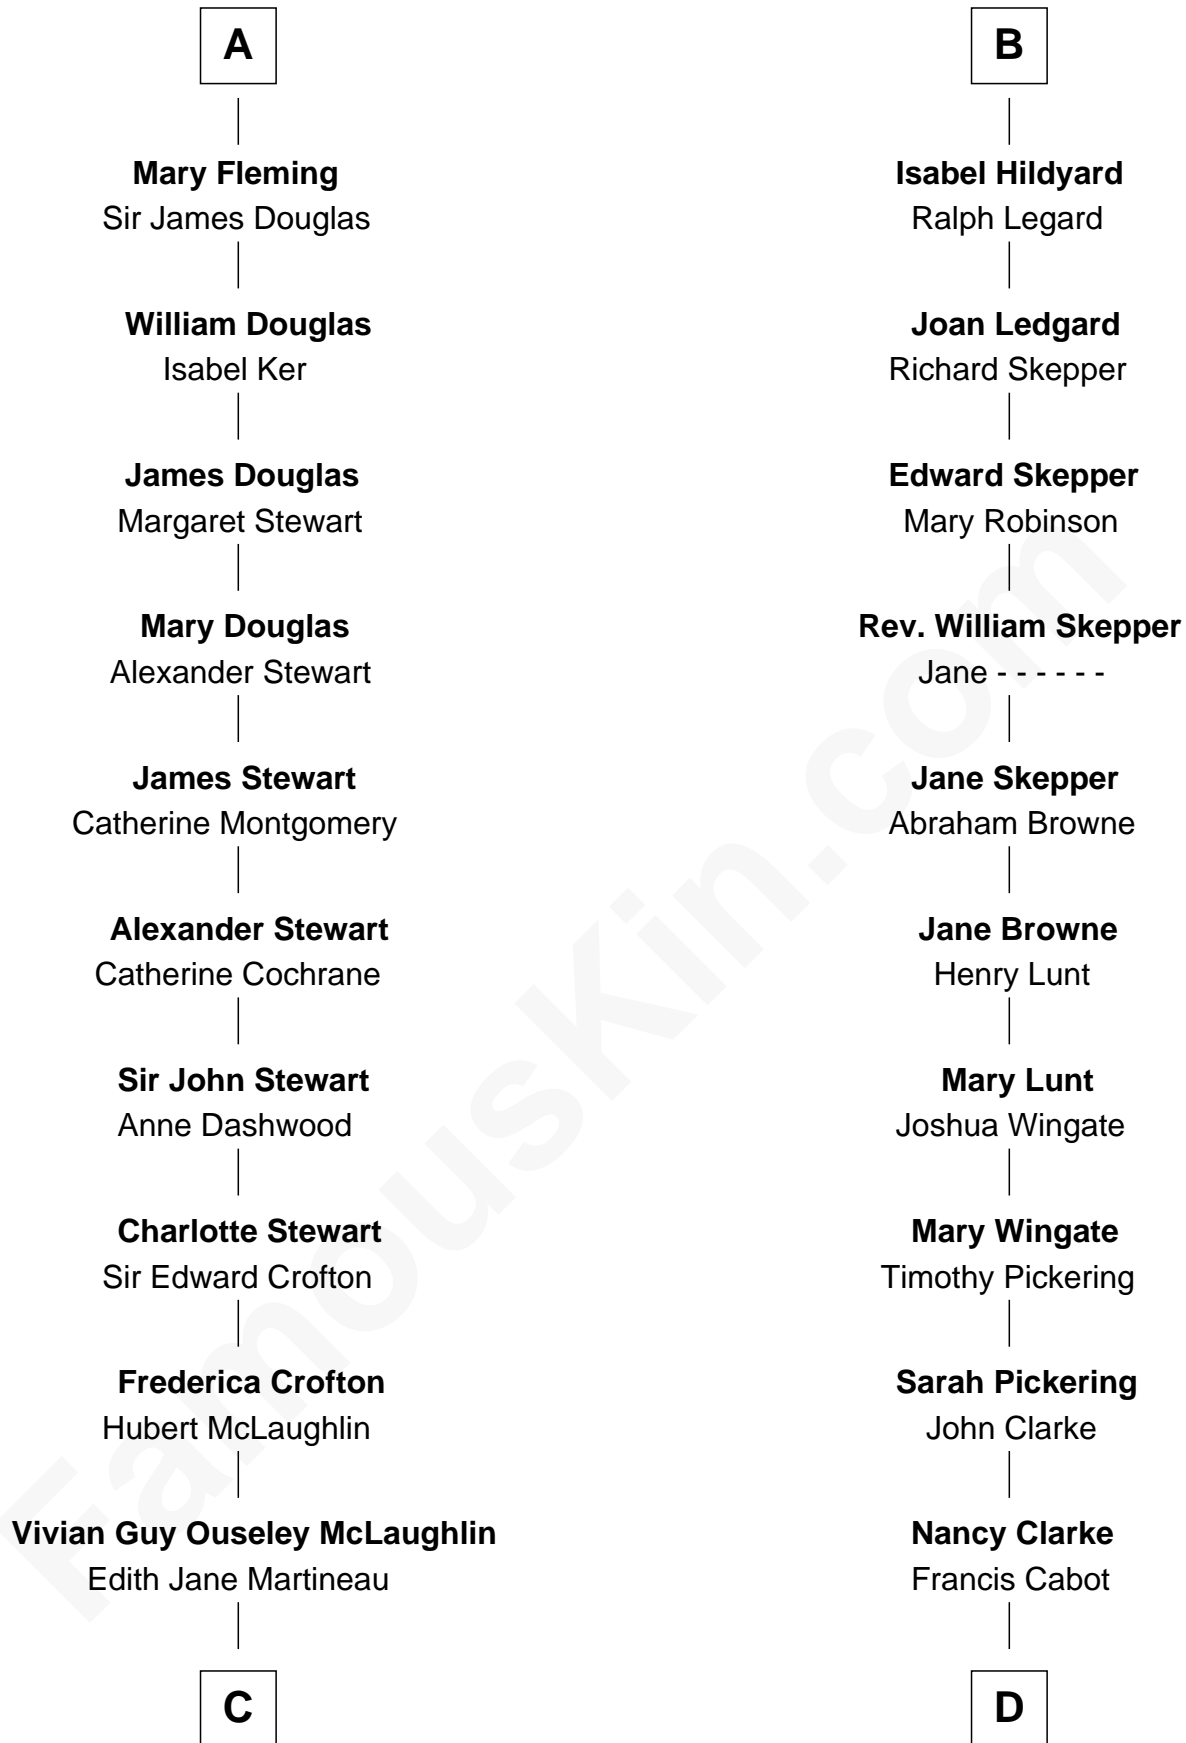 A
Mary Fleming
Sir James Douglas
William Douglas
Isabel Ker
James Douglas
Margaret Stewart
Mary Douglas
Alexander Stewart
James Stewart
Catherine Montgomery
Alexander Stewart
Catherine Cochrane
Sir John Stewart
Anne Dashwood
Charlotte Stewart
Sir Edward Crofton
Frederica Crofton
Hubert McLaughlin
Vivian Guy Ouseley McLaughlin
Edith Jane Martineau
C
B
Isabel Hildyard
Ralph Legard
Joan Ledgard
Richard Skepper
Edward Skepper
Mary Robinson
Rev. William Skepper
Jane - - - - - -
Jane Skepper
Abraham Browne
Jane Browne
Henry Lunt
Mary Lunt
Joshua Wingate
Mary Wingate
Timothy Pickering
Sarah Pickering
John Clarke
Nancy Clarke
Francis Cabot
D
FamousKin.com